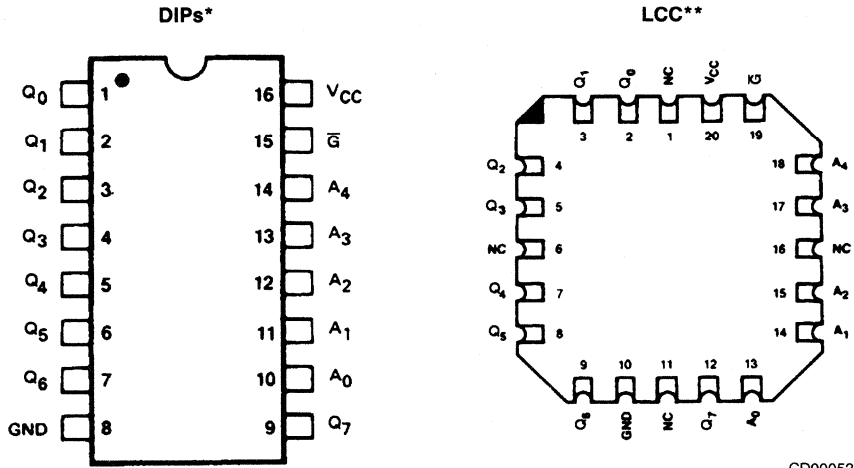 DIPs* LCC**
Q0 1 16 VCC
Q1 2 15 G̅
Q2 3 14 A4
Q3 4 13 A3
Q4 5 12 A2
Q5 6 11 A1
Q6 7 10 A0
GND 8 9 Q7
Q1 Q0 NC VCC G̅
3 2 1 20 19
Q2 4 18 A4
Q3 5 17 A3
NC 6 16 NC
Q4 7 15 A2
Q5 8 14 A1
9 10 11 12 13
Q6 GND NC Q7 A0